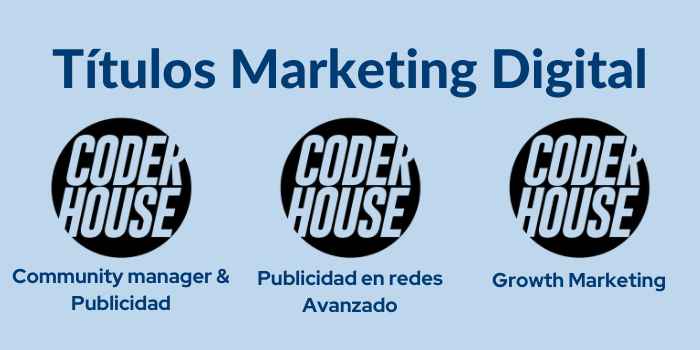 Títulos Marketing Digital
CODER
HOUSE
CODER
HOUSE
CODER
HOUSE
Community manager &
Publicidad
Publicidad en redes
Avanzado
Growth Marketing